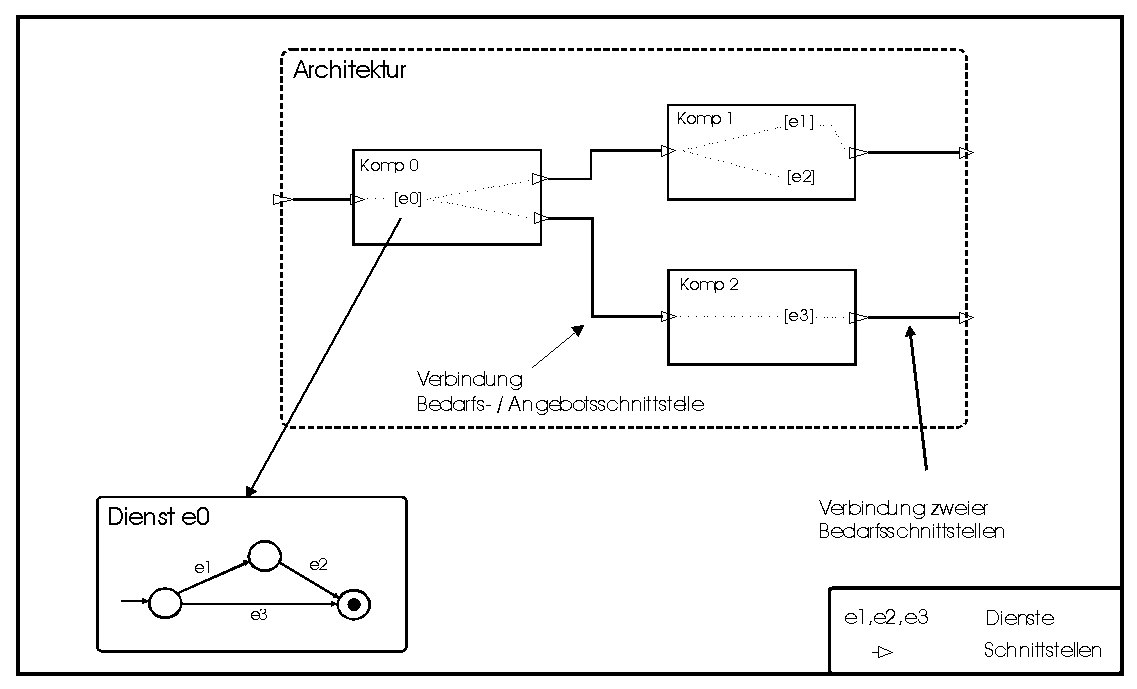 Architektur
Komp 0
[e0]
Komp 1
[e1]
[e2]
Komp 2
[e3]
Verbindung
Bedarfs- / Angebotsschnittstelle
Verbindung zweier
Bedarfsschnittstellen
Dienst e0
e1
e2
e3
e1,e2,e3 Dienste
Schnittstellen